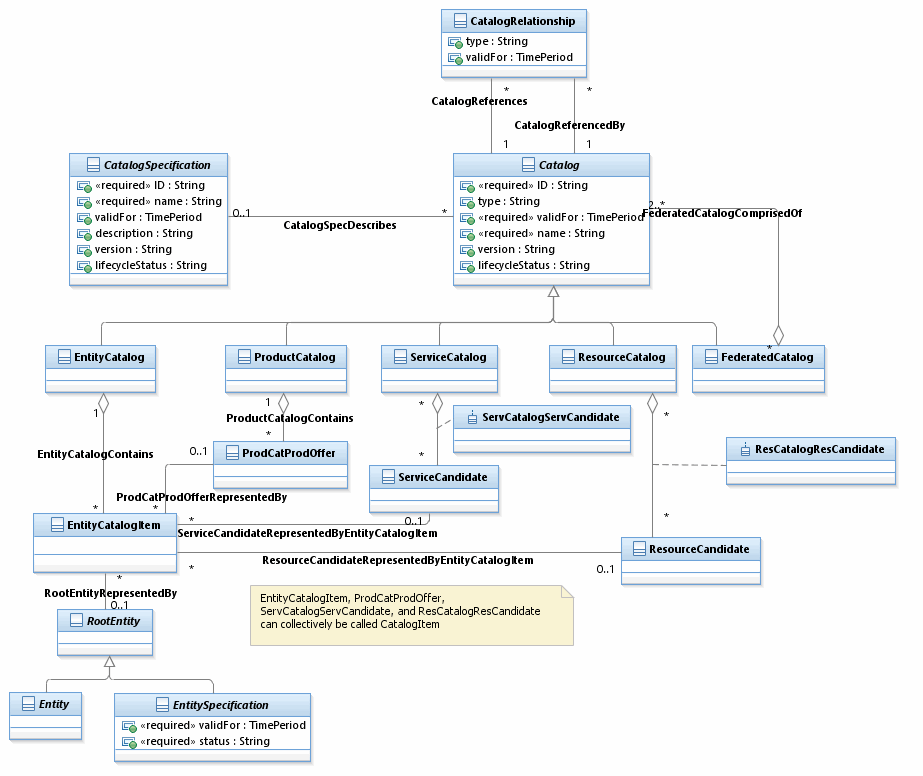 CatalogRelationship
type : String
validFor : TimePeriod
*
*
CatalogReferences
CatalogReferencedBy
1
1
CatalogSpecification
«required» ID : String
«required» name : String
validFor : TimePeriod
description : String
version : String
lifecycleStatus : String
0..1
CatalogSpecDescribes
*
Catalog
«required» ID : String
type : String
«required» validFor : TimePeriod
«required» name : String
version : String
lifecycleStatus : String
2..*
FederatedCatalogComprisedOf
*
EntityCatalog
ProductCatalog
ServiceCatalog
ResourceCatalog
FederatedCatalog
1
1
*
*
ProductCatalogContains
ServCatalogServCandidate
*
EntityCatalogContains
0..1
ProdCatProdOffer
*
ResCatalogResCandidate
ServiceCandidate
ProdCatProdOfferRepresentedBy
*
*
*
EntityCatalogItem
*
0..1
ServiceCandidateRepresentedByEntityCatalogItem
ResourceCandidate
ResourceCandidateRepresentedByEntityCatalogItem
*
0..1
*
RootEntityRepresentedBy
0..1
RootEntity
EntityCatalogItem, ProdCatProdOffer,
ServCatalogServCandidate, and ResCatalogResCandidate
can collectively be called CatalogItem
Entity
EntitySpecification
«required» validFor : TimePeriod
«required» status : String